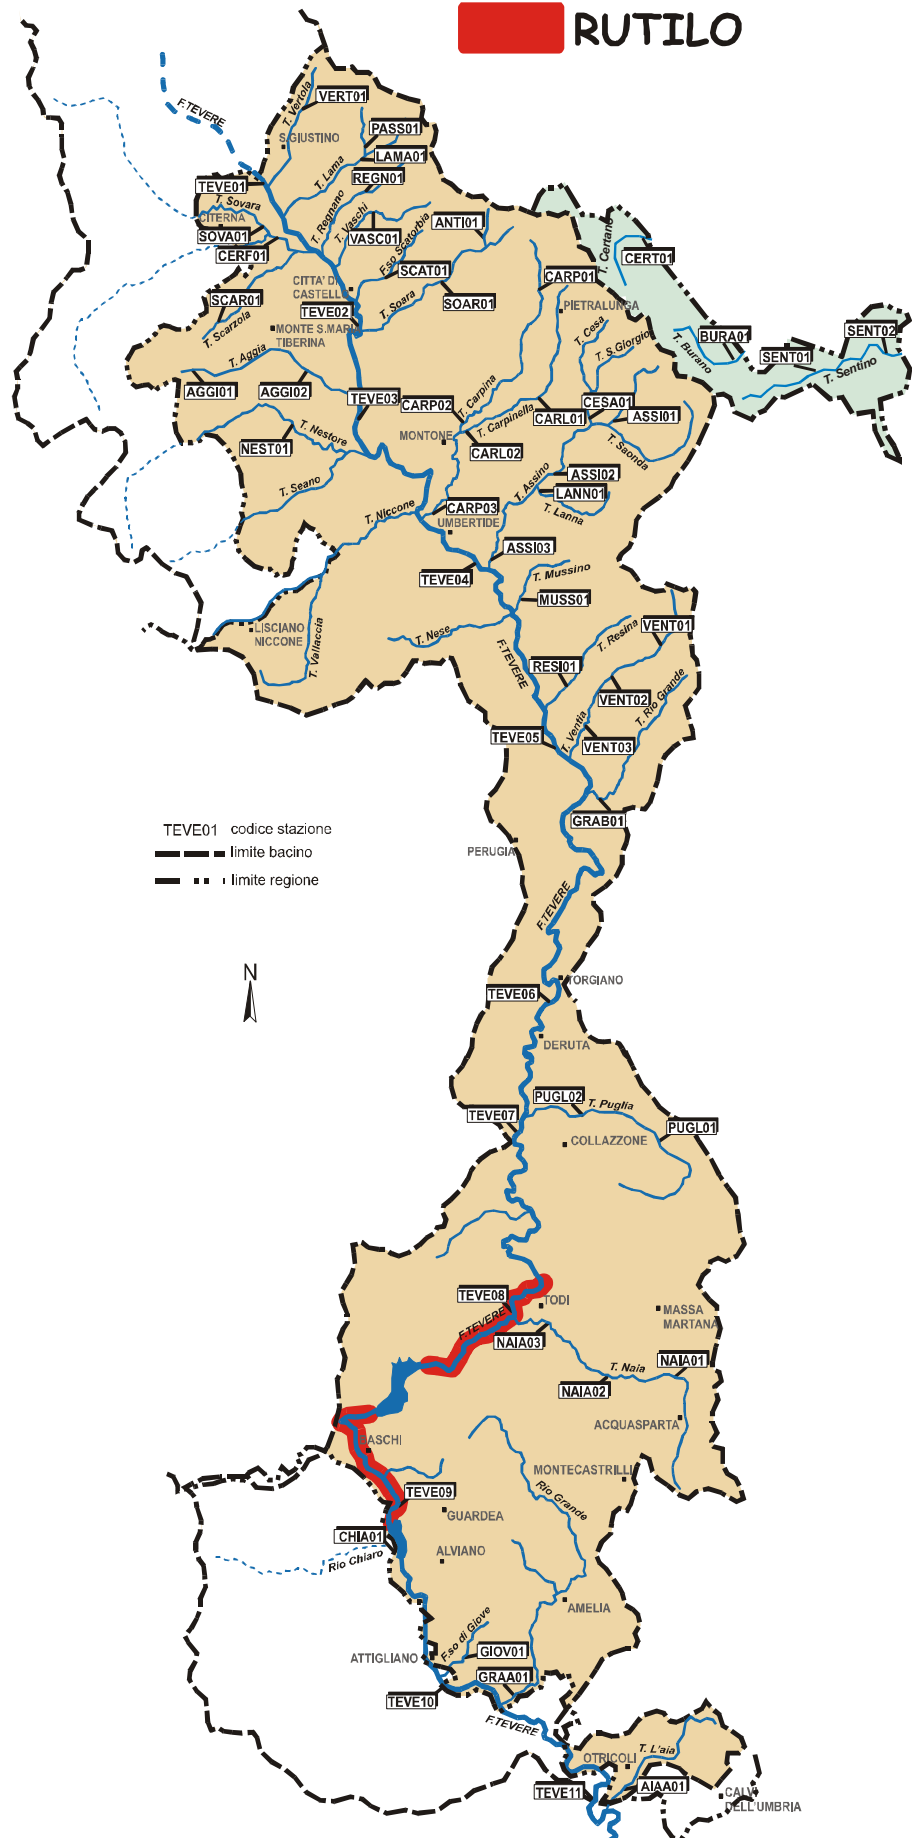 RUTILO
VERT01
F.TEVERE
T. Vertola
PASS01
S.GIUSTINO
LAMA01
T. Lama
REGN01
TEVE01
T. Sovara
CITERNA
T. Regnano
T. Vaschi
ANTI01
SOVA01
VASC01
F.so Scatorbia
T. Certano
CERF01
CERT01
SCAT01
CARP01
CITTA' DI
CASTELLO
SCAR01
T. Soara
SOAR01
PIETRALUNGA
TEVE02
T. Scarzola
MONTE S.MARIA
TIBERINA
T. Cesa
T. S.Giorgio
T. Burano
BURA01
SENT02
SENT01
T. Sentino
T. Aggia
AGGI01
AGGI02
TEVE03
T. Carpina
CARP02
CESA01
T. Carpinella
CARL01
ASSI01
MONTONE
NEST01
T. Nestore
CARL02
T. Saonda
T. Seano
T. Assino
ASSI02
LANN01
T. Niccone
CARP03
T. Lanna
UMBERTIDE
ASSI03
TEVE04
T. Mussino
MUSS01
LISCIANO
NICCONE
T. Vallaccia
T. Nese
VENT01
T. Resina
F.TEVERE
RESI01
VENT02
T. Rio Grande
TEVE05
T. Ventia
VENT03
GRAB01
TEVE01 codice stazione
limite bacino
limite regione
PERUGIA
F.TEVERE
N
TORGIANO
TEVE06
DERUTA
PUGL02
T. Puglia
TEVE07
PUGL01
COLLAZZONE
TEVE08
TODI
F.TEVERE
MASSA
MARTANA
NAIA03
NAIA01
T. Naia
NAIA02
ACQUASPARTA
BASCHI
MONTECASTRILLI
TEVE09
Rio Grande
GUARDEA
CHIA01
Rio Chiaro
ALVIANO
AMELIA
F.so di Giove
ATTIGLIANO
GIOV01
GRAA01
TEVE10
F.TEVERE
OTRICOLI
T. L'aia
TEVE11
AIAA01
CALVI
DELL'UMBRIA